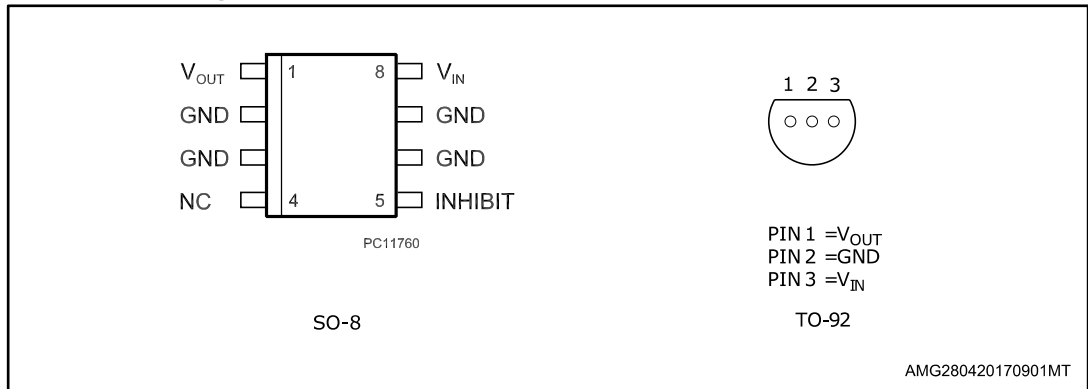 V_OUT 1 8 V_IN
GND GND
GND GND
NC 4 5 INHIBIT
PC11760
SO-8
1 2 3
PIN 1 =V_OUT
PIN 2 =GND
PIN 3 =V_IN
TO-92
AMG280420170901MT